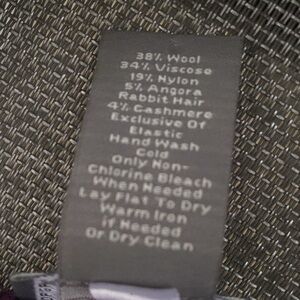 38% Wool
34% Viscose
19% Nylon
5% Angora
Rabbit Hair
4% Cashmere
Exclusive Of
Elastic
Hand Wash
Cold
Only Non-
Chlorine Bleach
When Needed
Lay Flat To Dry
Warm Iron
if Needed
Or Dry Clean